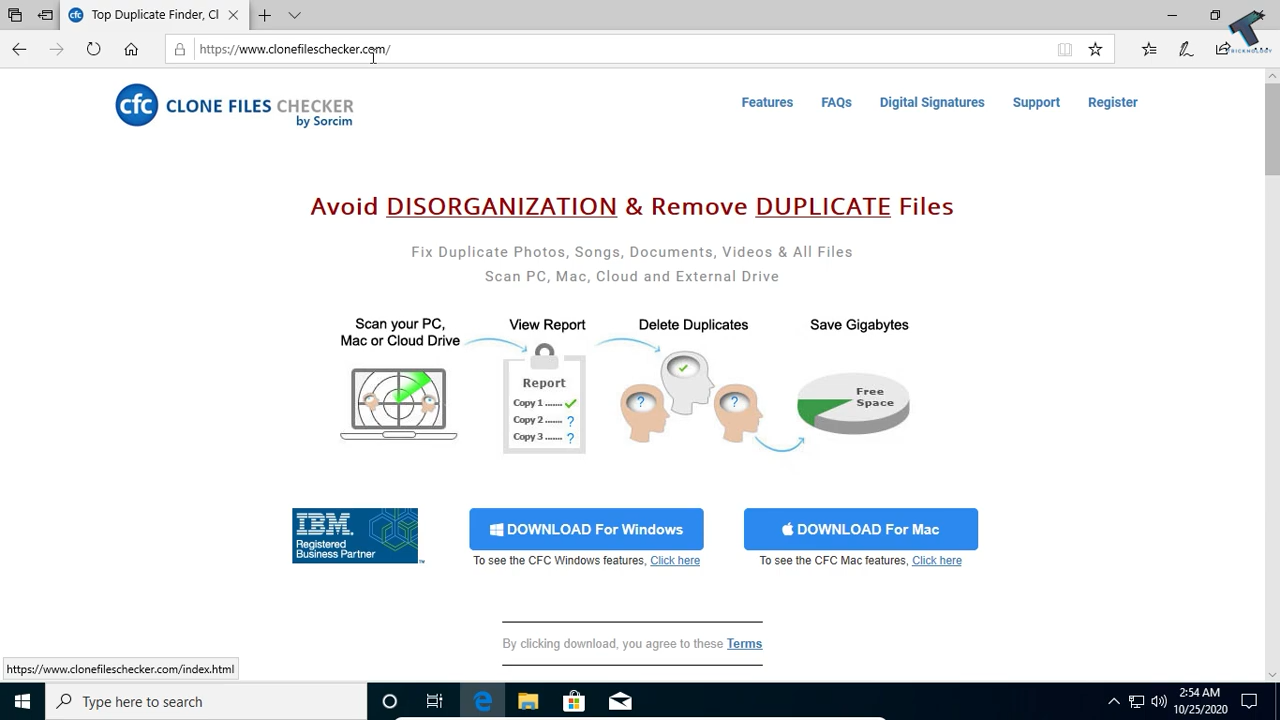 Top Duplicate Finder, Cl
https://www.clonefileschecker.com/
TRICKNOLOGY
cfc CLONE FILES CHECKER
by Sorcim
Features FAQs Digital Signatures Support Register
Avoid DISORGANIZATION & Remove DUPLICATE Files
Fix Duplicate Photos, Songs, Documents, Videos & All Files
Scan PC, Mac, Cloud and External Drive
Scan your PC,
Mac or Cloud Drive
View Report
Report
Copy 1 ......
Copy 2 ...... ?
Copy 3 ...... ?
Delete Duplicates
? ?
Save Gigabytes
Free
Space
IBM
Registered
Business Partner
™
DOWNLOAD For Windows
To see the CFC Windows features, Click here
DOWNLOAD For Mac
To see the CFC Mac features, Click here
By clicking download, you agree to these Terms
https://www.clonefileschecker.com/index.html
Type here to search
2:54 AM
10/25/2020